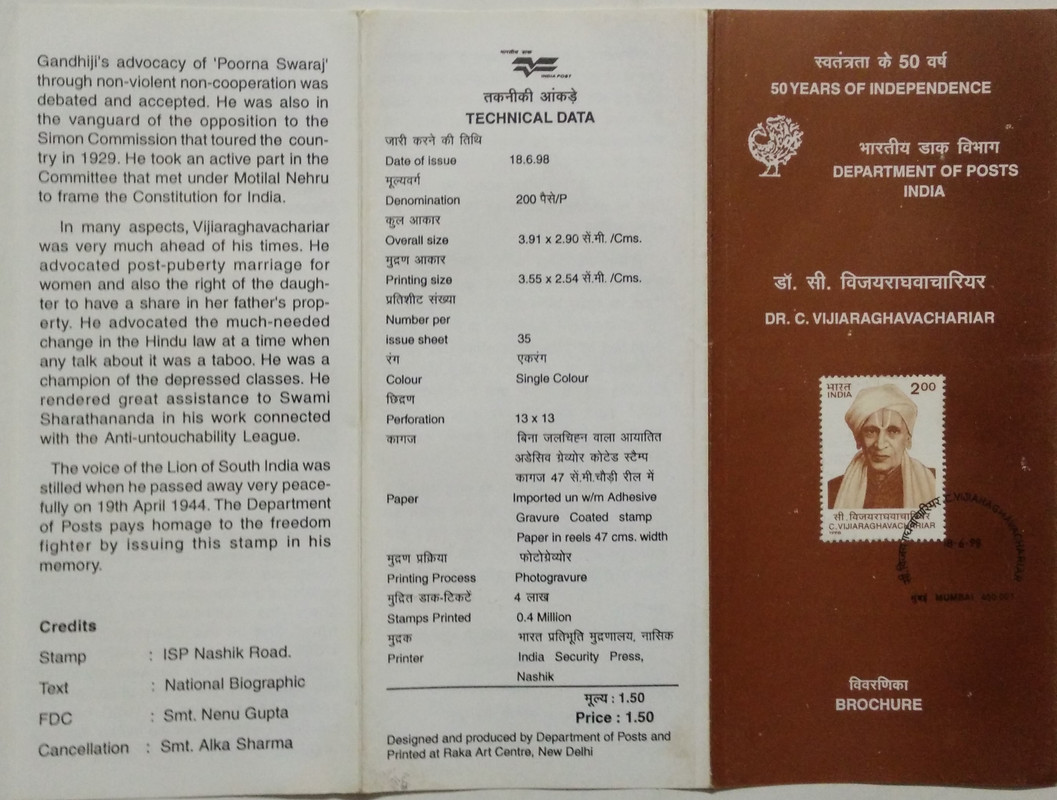 Gandhiji's advocacy of 'Poorna Swaraj'
through non-violent non-cooperation was
debated and accepted. He was also in
the vanguard of the opposition to the
Simon Commission that toured the coun-
try in 1929. He took an active part in the
Committee that met under Motilal Nehru
to frame the Constitution for India.
In many aspects, Vijiaraghavachariar
was very much ahead of his times. He
advocated post-puberty marriage for
women and also the right of the daugh-
ter to have a share in her father's prop-
erty. He advocated the much-needed
change in the Hindu law at a time when
any talk about it was a taboo. He was a
champion of the depressed classes. He
rendered great assistance to Swami
Sharathananda in his work connected
with the Anti-untouchability League.
The voice of the Lion of South India was
stilled when he passed away very peace-
fully on 19th April 1944. The Department
of Posts pays homage to the freedom
fighter by issuing this stamp in his
memory.
Credits
Stamp : ISP Nashik Road.
Text : National Biographic
FDC : Smt. Nenu Gupta
Cancellation : Smt. Alka Sharma
भारतीय डाक
INDIA POST
तकनीकी आंकड़े
TECHNICAL DATA
जारी करने की तिथि
Date of issue 18.6.98
मूल्यवर्ग
Denomination 200 पैसे/P
कुल आकार
Overall size 3.91 x 2.90 सें.मी. /Cms.
मुद्रण आकार
Printing size 3.55 x 2.54 सें.मी. /Cms.
प्रतिशीट संख्या
Number per
issue sheet 35
रंग एकरंग
Colour Single Colour
छिद्रण
Perforation 13 x 13
कागज बिना जलचिह्न वाला आयातित
अडेसिव ग्रेव्योर कोटेड स्टैम्प
कागज 47 सें.मी.चौड़ी रील में
Paper Imported un w/m Adhesive
Gravure Coated stamp
Paper in reels 47 cms. width
मुद्रण प्रक्रिया फोटोग्रेव्योर
Printing Process Photogravure
मुद्रित डाक-टिकटें 4 लाख
Stamps Printed 0.4 Million
मुद्रक भारत प्रतिभूति मुद्रणालय, नासिक
Printer India Security Press,
Nashik
मूल्य : 1.50
Price : 1.50
Designed and produced by Department of Posts and
Printed at Raka Art Centre, New Delhi
स्वतंत्रता के 50 वर्ष
50 YEARS OF INDEPENDENCE
भारतीय डाक विभाग
DEPARTMENT OF POSTS
INDIA
डॉ. सी. विजयराघवाचारियर
DR. C. VIJIARAGHAVACHARIAR
भारत 2.00
INDIA
सी. विजयराघवाचारियर
C.VIJIARAGHAVACHARIAR
1998
C.VIJIARAGHAVACHARIAR
18-6-98
मुंबई MUMBAI
विवरणिका
BROCHURE